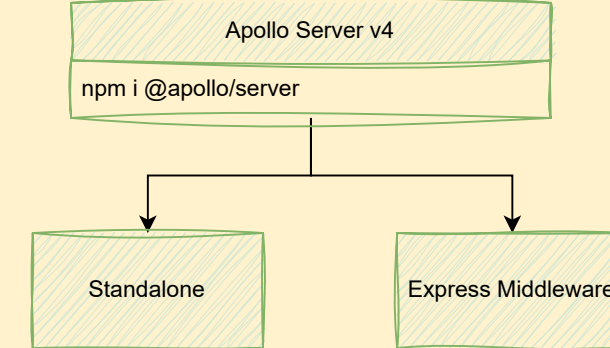 Apollo Server v4
npm i @apollo/server
Standalone
Express Middleware